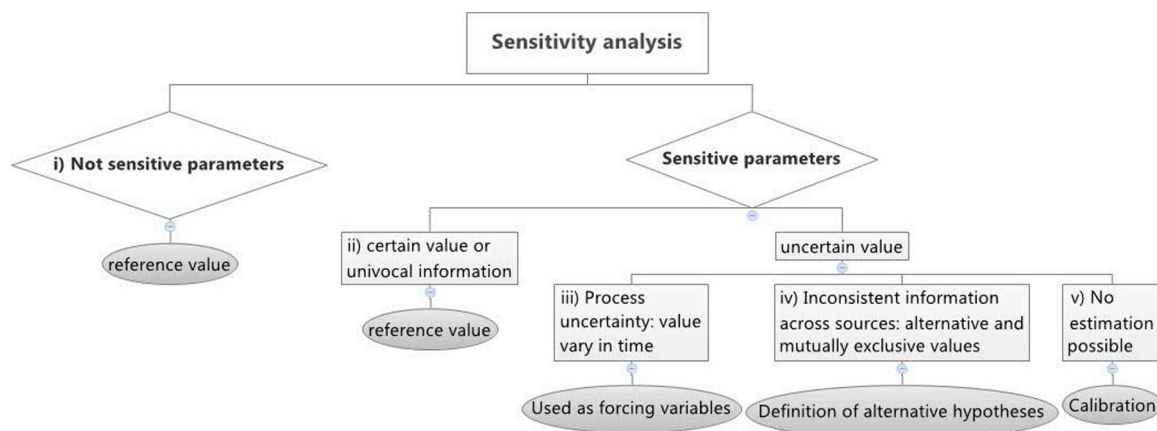 Sensitivity analysis
i) Not sensitive parameters
Sensitive parameters
reference value
ii) certain value or
univocal information
uncertain value
reference value
iii) Process
uncertainty: value
vary in time
iv) Inconsistent information
across sources: alternative and
mutually exclusive values
v) No
estimation
possible
Used as forcing variables
Definition of alternative hypotheses
Calibration